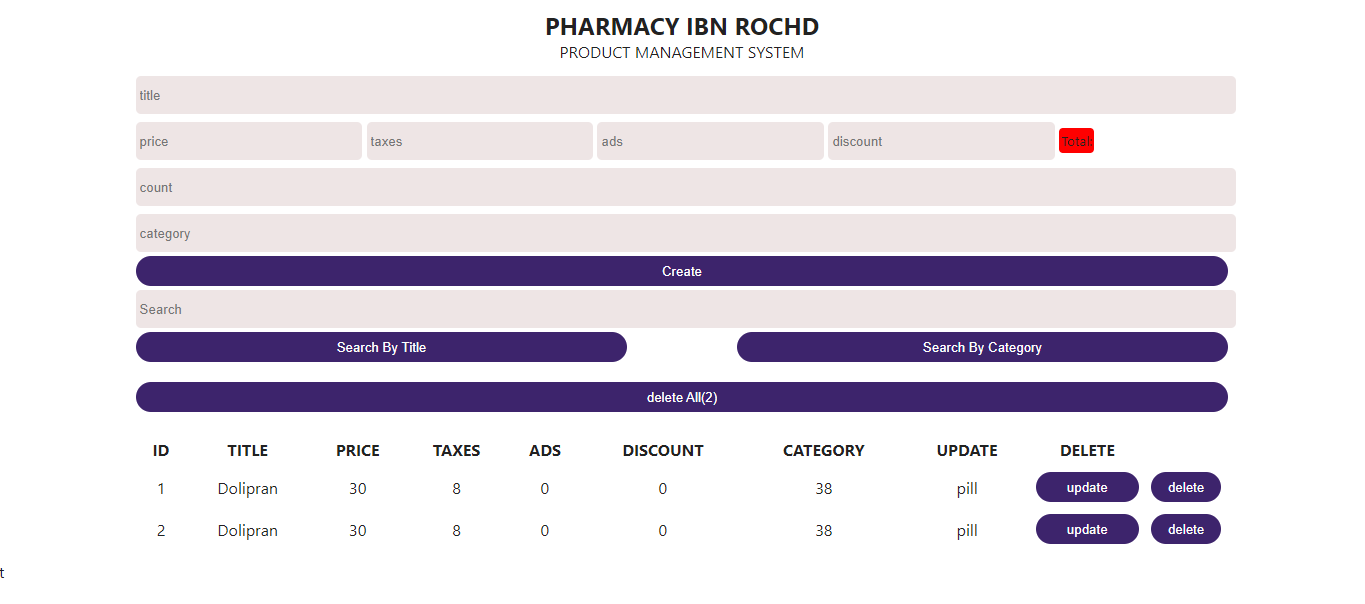 PHARMACY IBN ROCHD
PRODUCT MANAGEMENT SYSTEM
title
price taxes ads discount Total:
count
category
Create
Search
Search By Title Search By Category
delete All(2)
ID TITLE PRICE TAXES ADS DISCOUNT CATEGORY UPDATE DELETE
1 Dolipran 30 8 0 0 38 pill update delete
2 Dolipran 30 8 0 0 38 pill update delete
t